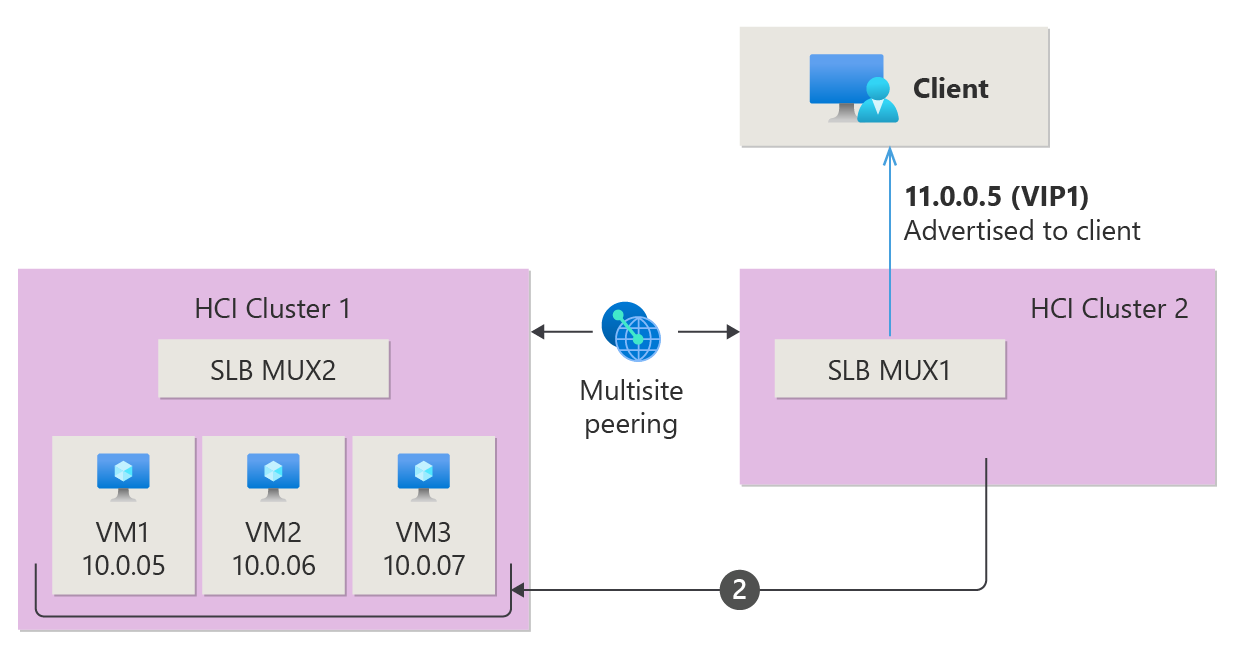 Client
11.0.0.5 (VIP1)
Advertised to client
HCI Cluster 1
SLB MUX2
VM1
10.0.05
VM2
10.0.06
VM3
10.0.07
Multisite
peering
HCI Cluster 2
SLB MUX1
2